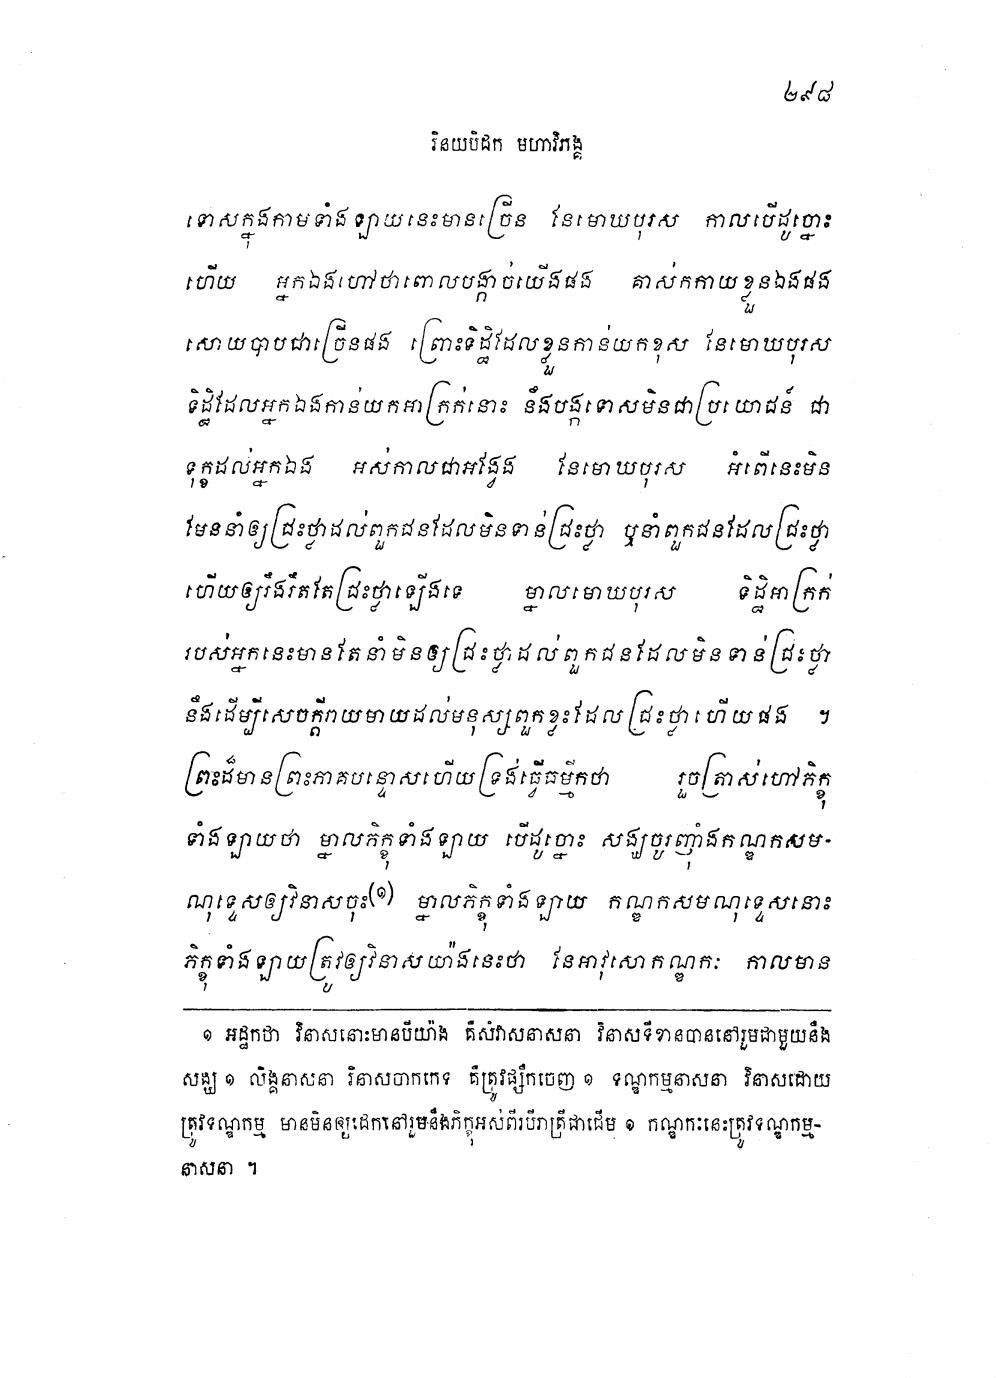 ២៩៨
វិនយបិដក មហាវិភង្គ
ទោសក្នុងកាមទាំងឡាយនេះមានច្រើន នែមោឃបុរស កាលបើដូច្នោះ
ហើយ អ្នកឯងហៅថាពោលបង្កាច់យើងផង គាស់កកាយខ្លួនឯងផង
សោយបាបជាច្រើនផង ព្រោះទិដ្ឋិដែលខ្លួនកាន់យកខុស នែមោឃបុរស
ទិដ្ឋិដែលអ្នកឯងកាន់យកអាក្រក់នោះ នឹងបង្កទោសមិនជាប្រយោជន៍ ជា
ទុក្ខដល់អ្នកឯង អស់កាលជាអង្វែង នែមោឃបុរស អំពើនេះមិន
មែននាំឲ្យជ្រះថ្លាដល់ពួកជនដែលមិនទាន់ជ្រះថ្លា ឬនាំពួកជនដែលជ្រះថ្លា
ហើយឲ្យរឹងរឹតតែជ្រះថ្លាឡើងទេ ម្នាលមោឃបុរស ទិដ្ឋិអាក្រក់
របស់អ្នកនេះមានតែនាំមិនឲ្យជ្រះថ្លាដល់ពួកជនដែលមិនទាន់ជ្រះថ្លា
នឹងដើម្បីសេចក្តីរាយមាយដល់មនុស្សពួកខ្លះដែលជ្រះថ្លាហើយផង ។
ព្រះដ៏មានព្រះភាគបន្ទោសហើយទ្រង់ធ្វើធម្មីកថា រួចត្រាស់ហៅភិក្ខុ
ទាំងឡាយថា ម្នាលភិក្ខុទាំងឡាយ បើដូច្នោះ សង្ឃចូរញ៉ាំងកណ្ឌកសម-
ណុទ្ទេសឲ្យវិនាសចុះ(១) ម្នាលភិក្ខុទាំងឡាយ កណ្ឌកសមណុទ្ទេសនោះ
ភិក្ខុទាំងឡាយត្រូវឲ្យវិនាសយ៉ាងនេះថា នែអាវុសោកណ្ឌកៈ កាលមាន
១ អដ្ឋកថា វិនាសនោះមានបីយ៉ាង គឺសំវាសនាសនា វិនាសទីខានបាននៅរួមជាមួយនឹង
សង្ឃ ១ លិង្គនាសនា វិនាសចាកភេទ គឺត្រូវផ្សឹកចេញ ១ ទណ្ឌកម្មនាសនា វិនាសដោយ
ត្រូវទណ្ឌកម្ម មានមិនឲ្យដេកនៅរួមនឹងភិក្ខុអស់ពីរបីរាត្រីជាដើម ១ កណ្ឌកៈនេះត្រូវទណ្ឌកម្ម-
នាសនា ។